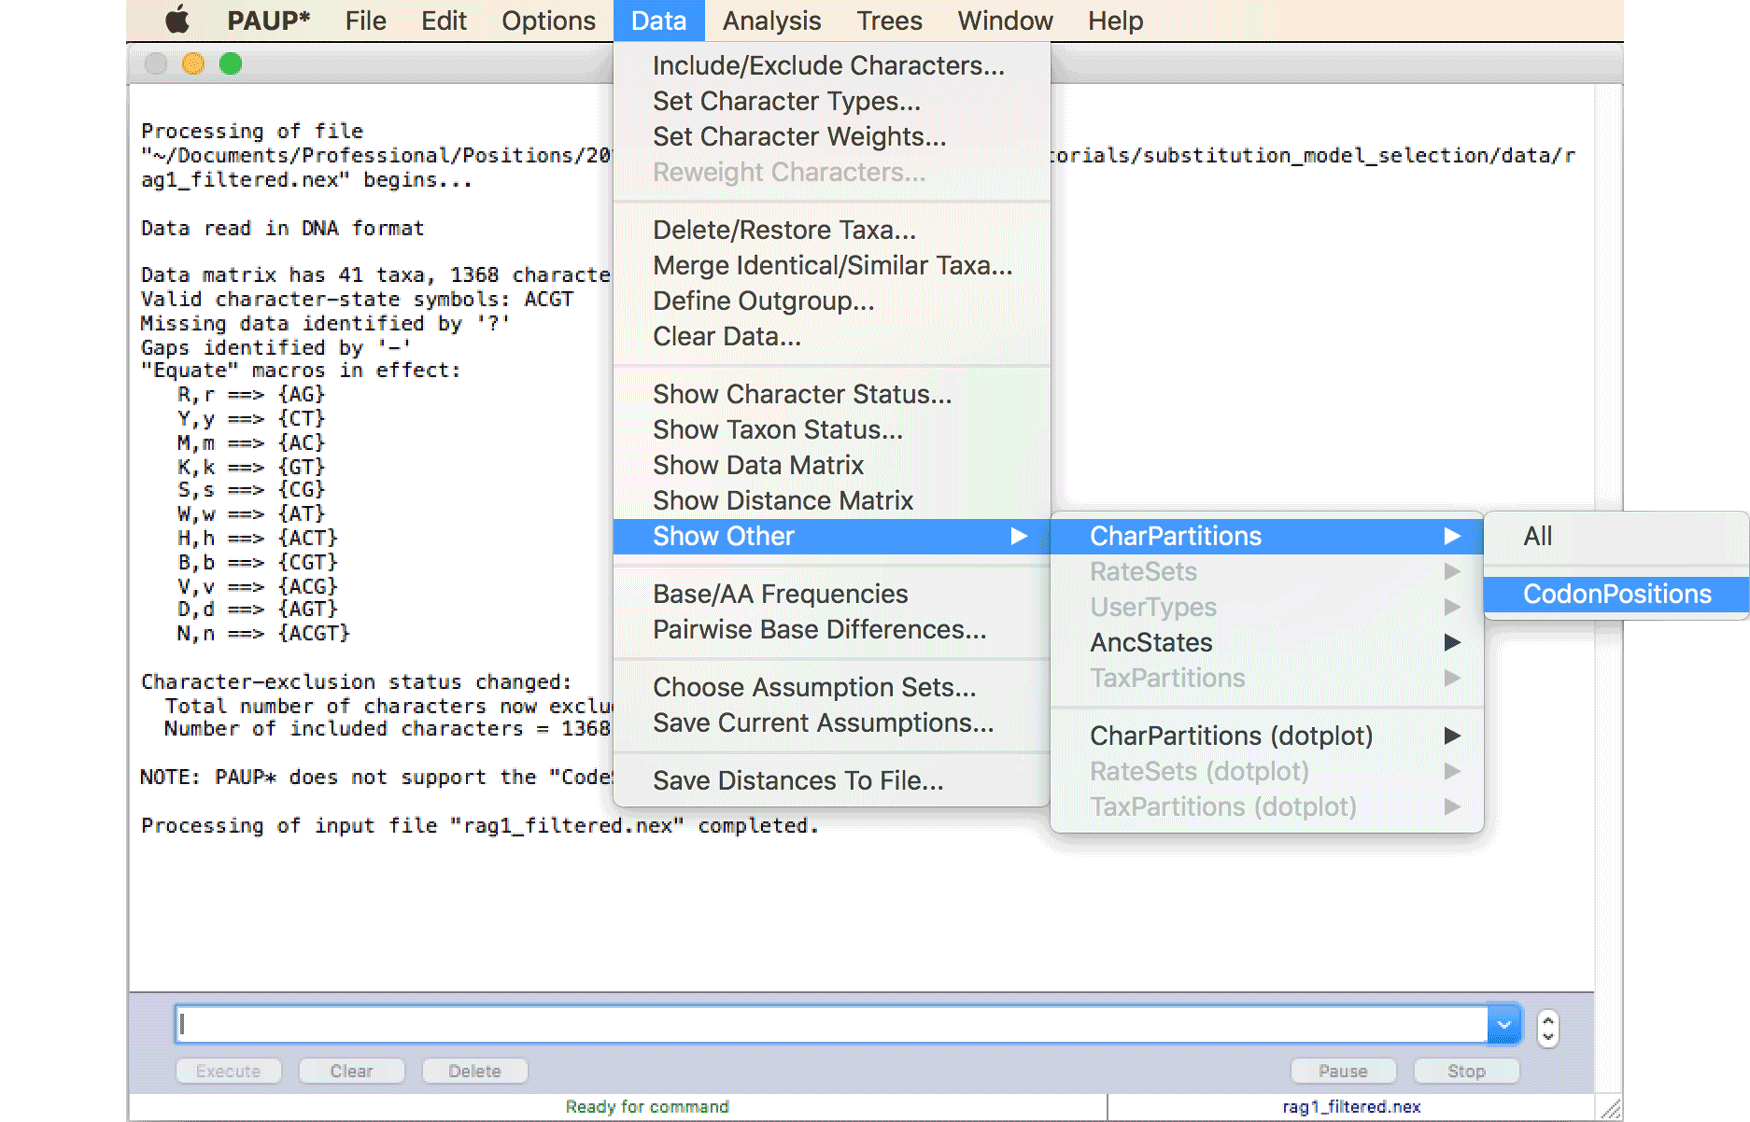 PAUP* File Edit Options Data Analysis Trees Window Help
Include/Exclude Characters...
Set Character Types...
Set Character Weights...
Reweight Characters...
Delete/Restore Taxa...
Merge Identical/Similar Taxa...
Define Outgroup...
Clear Data...
Show Character Status...
Show Taxon Status...
Show Data Matrix
Show Distance Matrix
Show Other
Base/AA Frequencies
Pairwise Base Differences...
Choose Assumption Sets...
Save Current Assumptions...
Save Distances To File...
CharPartitions
RateSets
UserTypes
AncStates
TaxPartitions
CharPartitions (dotplot)
RateSets (dotplot)
TaxPartitions (dotplot)
All
CodonPositions
Processing of file
"~/Documents/Professional/Positions/20 torials/substitution_model_selection/data/r
ag1_filtered.nex" begins...
Data read in DNA format
Data matrix has 41 taxa, 1368 characte
Valid character-state symbols: ACGT
Missing data identified by '?'
Gaps identified by '-'
"Equate" macros in effect:
R,r ==> {AG}
Y,y ==> {CT}
M,m ==> {AC}
K,k ==> {GT}
S,s ==> {CG}
W,w ==> {AT}
H,h ==> {ACT}
B,b ==> {CGT}
V,v ==> {ACG}
D,d ==> {AGT}
N,n ==> {ACGT}
Character-exclusion status changed:
Total number of characters now exclu
Number of included characters = 1368
NOTE: PAUP* does not support the "Code
Processing of input file "rag1_filtered.nex" completed.
Execute Clear Delete Pause Stop
Ready for command rag1_filtered.nex